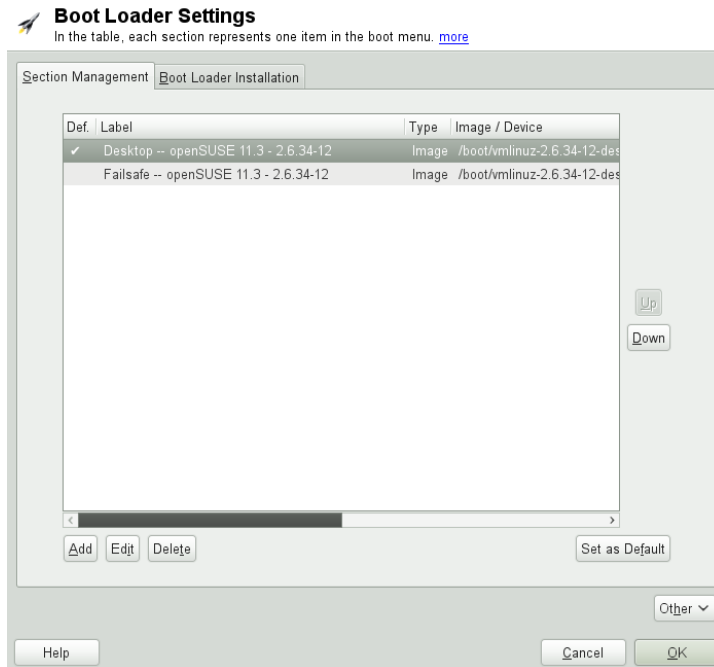 Boot Loader Settings
In the table, each section represents one item in the boot menu. more
Section Management Boot Loader Installation
Def. Label Type Image / Device
✔ Desktop -- openSUSE 11.3 - 2.6.34-12 Image /boot/vmlinuz-2.6.34-12-des
Failsafe -- openSUSE 11.3 - 2.6.34-12 Image /boot/vmlinuz-2.6.34-12-des
Up
Down
Add Edit Delete Set as Default
Other
Help Cancel OK